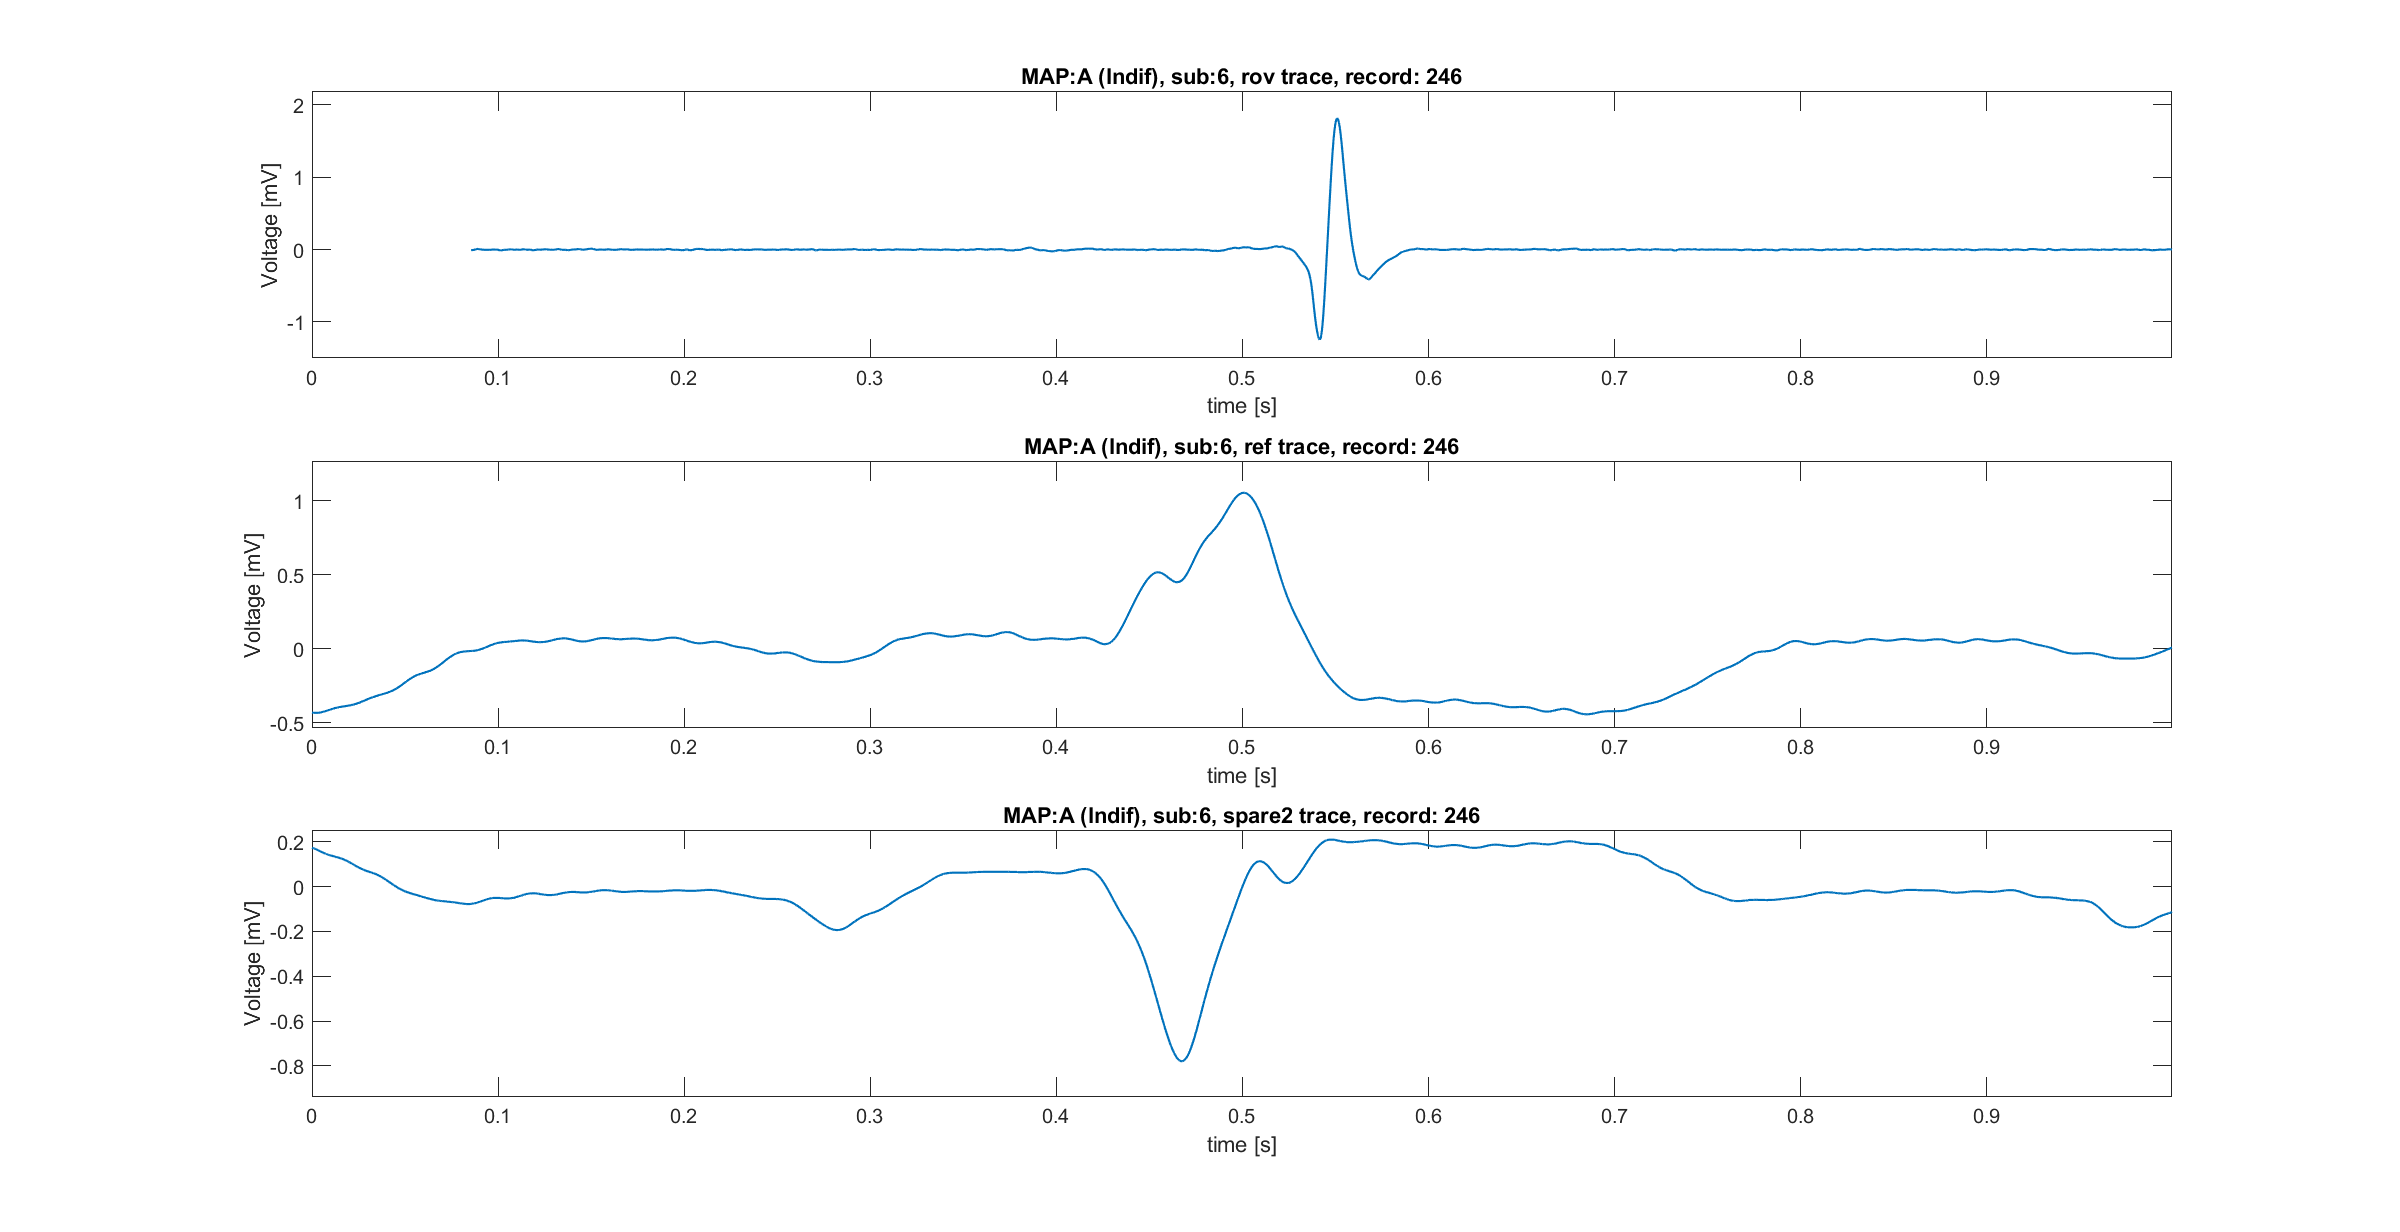 MAP:A (Indif), sub:6, rov trace, record: 246
Voltage [mV]
2
1
0
-1
0 0.1 0.2 0.3 0.4 0.5 0.6 0.7 0.8 0.9
time [s]
MAP:A (Indif), sub:6, ref trace, record: 246
Voltage [mV]
1
0.5
0
-0.5
0 0.1 0.2 0.3 0.4 0.5 0.6 0.7 0.8 0.9
time [s]
MAP:A (Indif), sub:6, spare2 trace, record: 246
Voltage [mV]
0.2
0
-0.2
-0.4
-0.6
-0.8
0 0.1 0.2 0.3 0.4 0.5 0.6 0.7 0.8 0.9
time [s]